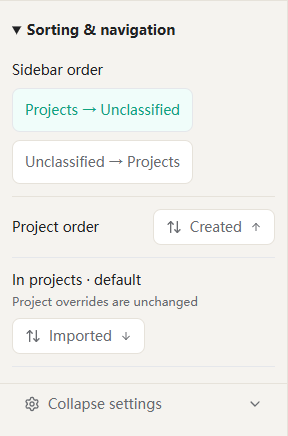 ▼ Sorting & navigation
Sidebar order
Projects → Unclassified
Unclassified → Projects
Project order
Created ↑
In projects · default
Project overrides are unchanged
Imported ↓
Collapse settings